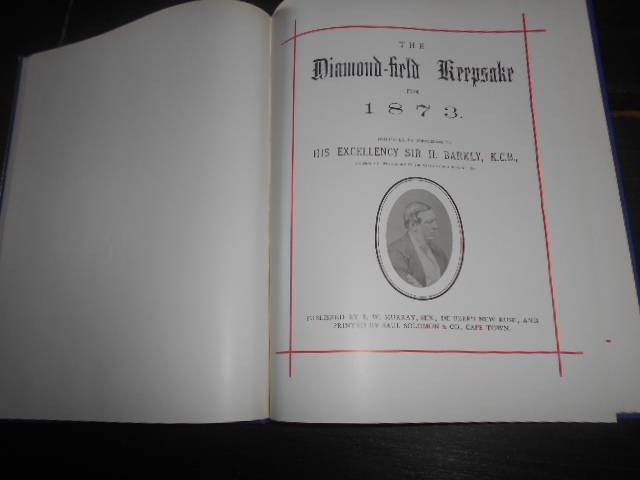 THE
Diamond-field Keepsake
FOR
1873.
HIS EXCELLENCY SIR H. BARKLY, K.C.B.,
PUBLISHED BY R. W. MURRAY, SEN., DE BEER'S NEW RUSH, AND
PRINTED BY SAUL SOLOMON & CO., CAPE TOWN.